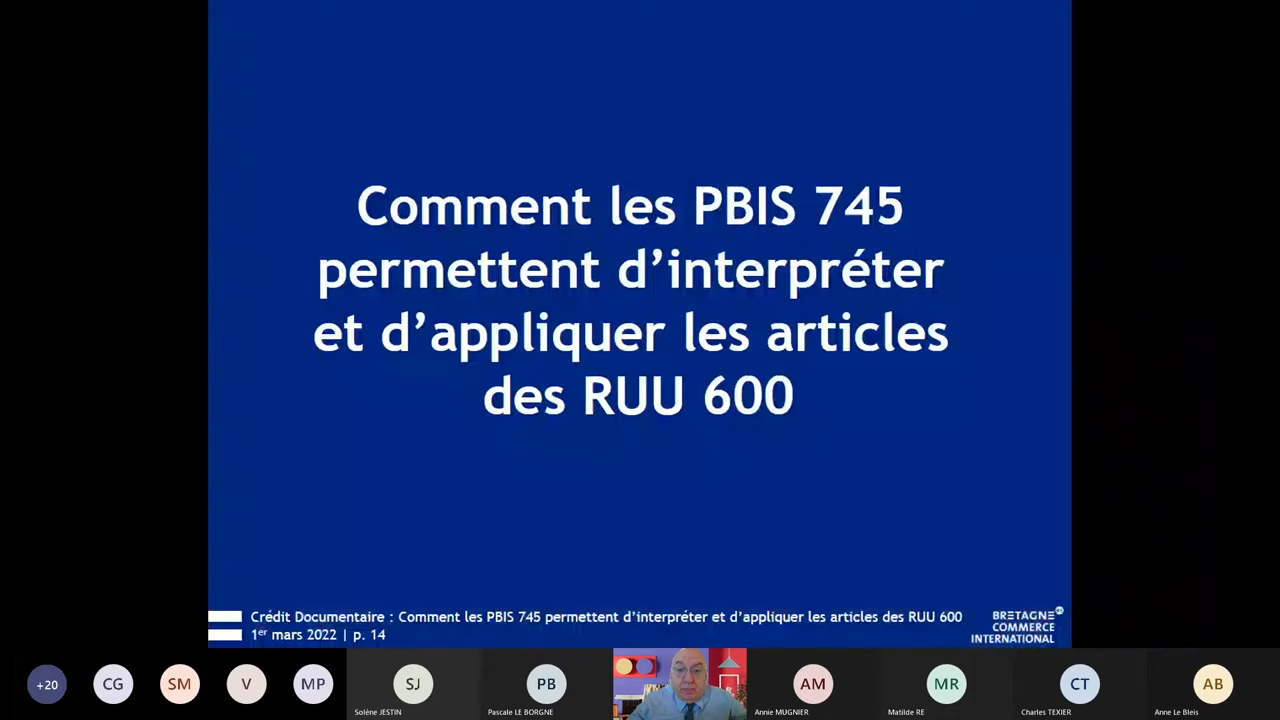 Comment les PBIS 745
permettent d’interpréter
et d’appliquer les articles
des RUU 600
Crédit Documentaire : Comment les PBIS 745 permettent d’interpréter et d’appliquer les articles des RUU 600
1er mars 2022 | p. 14
BRETAGNE
COMMERCE
INTERNATIONAL
+20
CG
SM
V
MP
SJ
Solène JESTIN
PB
Pascale LE BORGNE
AM
Annie MUGNIER
MR
Matilde RE
CT
Charles TEXIER
AB
Anne Le Bleis